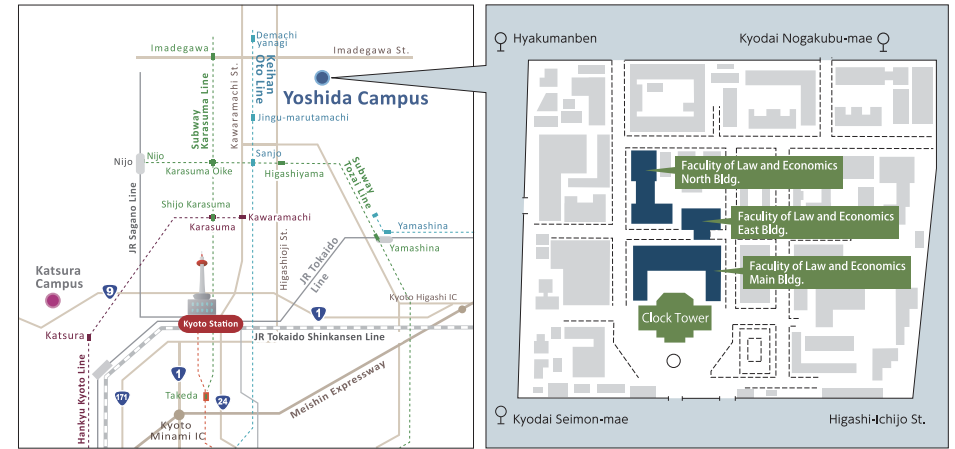 Demachi
yanagi
Imadegawa
Imadegawa St.
Keihan
Oto Line
Kawaramachi St.
Subway
Karasuma Line
Yoshida Campus
Jingu-marutamachi
Nijo
Nijo
Sanjo
Karasuma Oike
Higashiyama
Subway
Tozai Line
JR Sagano Line
Shijo Karasuma
Karasuma
Kawaramachi
Yamashina
Yamashina
Higashioji St.
JR Tokaido
Line
Katsura
Campus
9
1
Kyoto Higashi IC
Kyoto Station
Katsura
JR Tokaido Shinkansen Line
Hankyu Kyoto Line
1
171
Takeda
24
Meishin Expressway
Kyoto
Minami IC
Hyakumanben
Kyodai Nogakubu-mae
Faculty of Law and Economics
North Bldg.
Faculty of Law and Economics
East Bldg.
Faculty of Law and Economics
Main Bldg.
Clock Tower
Kyodai Seimon-mae
Higashi-Ichijo St.